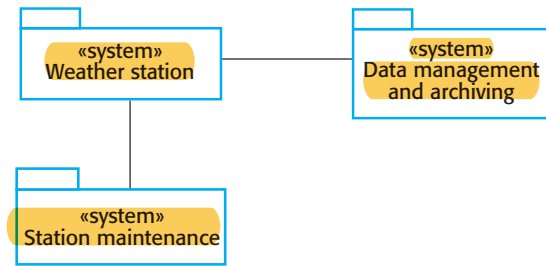 «system»
Weather station
«system»
Data management
and archiving
«system»
Station maintenance